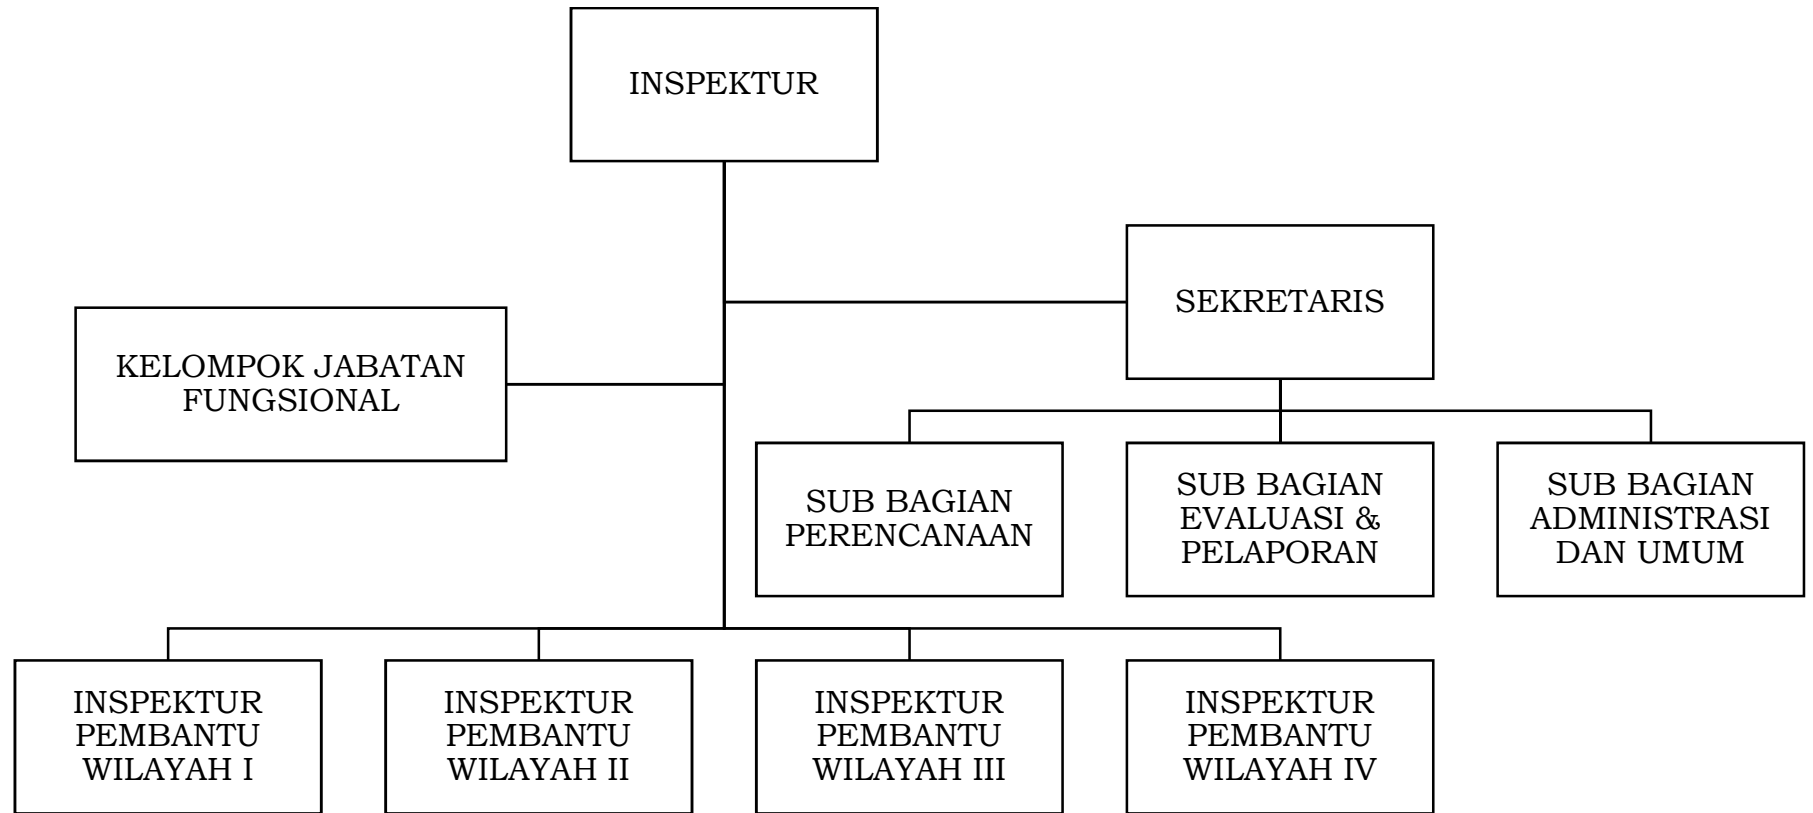 INSPEKTUR
SEKRETARIS
KELOMPOK JABATAN
FUNGSIONAL
SUB BAGIAN
PERENCANAAN
SUB BAGIAN
EVALUASI &
PELAPORAN
SUB BAGIAN
ADMINISTRASI
DAN UMUM
INSPEKTUR
PEMBANTU
WILAYAH I
INSPEKTUR
PEMBANTU
WILAYAH II
INSPEKTUR
PEMBANTU
WILAYAH III
INSPEKTUR
PEMBANTU
WILAYAH IV